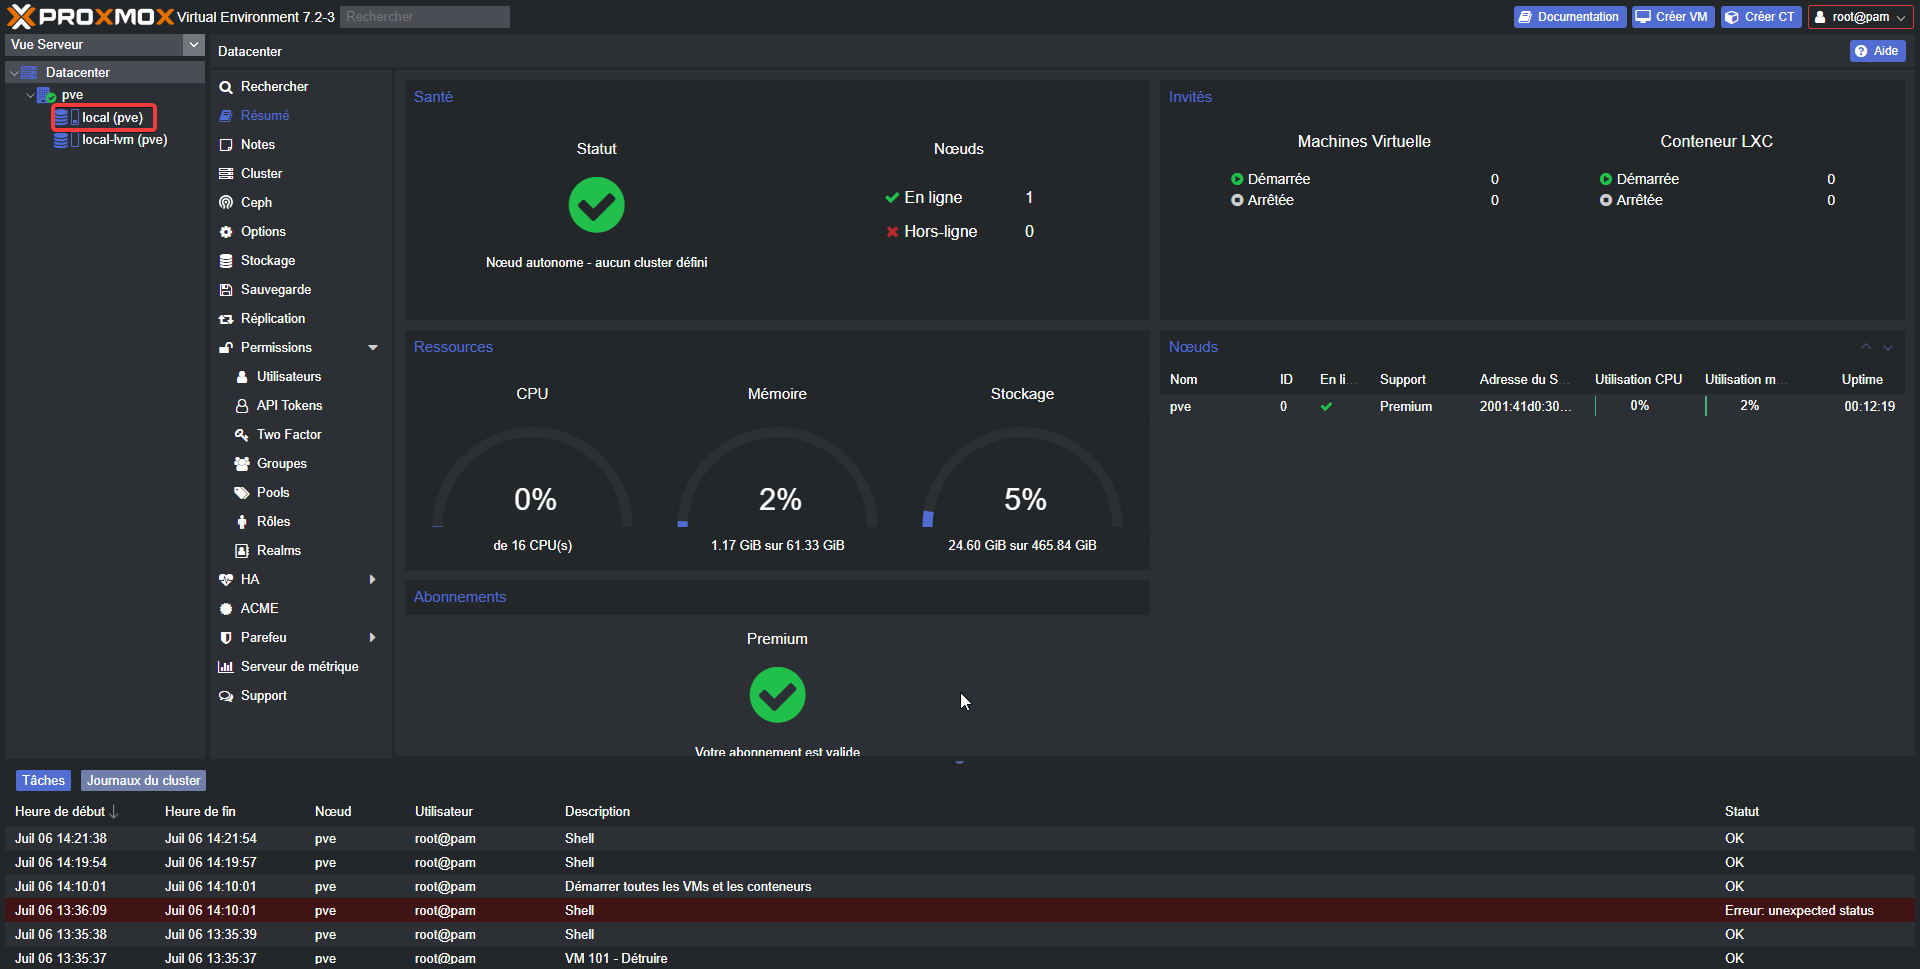 PROXMOX Virtual Environment 7.2-3
Rechercher
Documentation
Créer VM
Créer CT
root@pam
Vue Serveur
Datacenter
pve
local (pve)
local-lvm (pve)
Datacenter
Aide
Rechercher
Résumé
Notes
Cluster
Ceph
Options
Stockage
Sauvegarde
Réplication
Permissions
Utilisateurs
API Tokens
Two Factor
Groupes
Pools
Rôles
Realms
HA
ACME
Parefeu
Serveur de métrique
Support
Santé
Statut
Nœud autonome - aucun cluster défini
Nœuds
En ligne 1
Hors-ligne 0
Invités
Machines Virtuelle
Démarrée 0
Arrêtée 0
Conteneur LXC
Démarrée 0
Arrêtée 0
Ressources
CPU
0%
de 16 CPU(s)
Mémoire
2%
1.17 GiB sur 61.33 GiB
Stockage
5%
24.60 GiB sur 465.84 GiB
Nœuds
Nom ID En li... Support Adresse du S... Utilisation CPU Utilisation m... Uptime
pve 0 Premium 2001:41d0:30... 0% 2% 00:12:19
Abonnements
Premium
Votre abonnement est valide
Tâches
Journaux du cluster
Heure de début Heure de fin Nœud Utilisateur Description Statut
Juil 06 14:21:38 Juil 06 14:21:54 pve root@pam Shell OK
Juil 06 14:19:54 Juil 06 14:19:57 pve root@pam Shell OK
Juil 06 14:10:01 Juil 06 14:10:01 pve root@pam Démarrer toutes les VMs et les conteneurs OK
Juil 06 13:36:09 Juil 06 14:10:01 pve root@pam Shell Erreur: unexpected status
Juil 06 13:35:38 Juil 06 13:35:39 pve root@pam Shell OK
Juil 06 13:35:37 Juil 06 13:35:37 pve root@pam VM 101 - Détruire OK